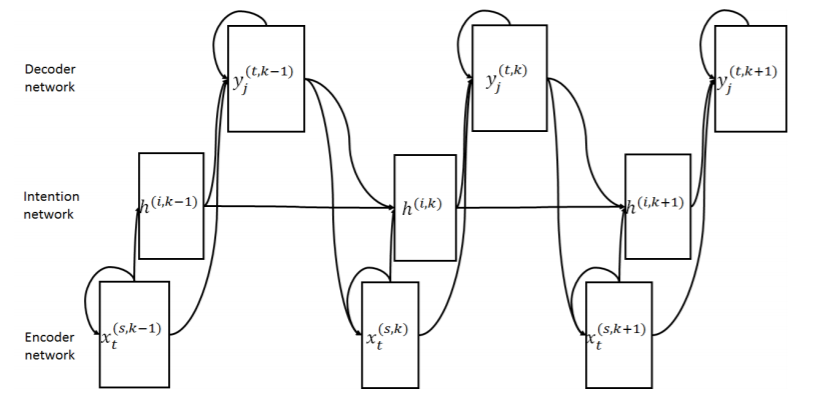 Decoder
network
y_j^{(t,k−1)}
y_j^{(t,k)}
y_j^{(t,k+1)}
Intention
network
h^{(i,k−1)}
h^{(i,k)}
h^{(i,k+1)}
Encoder
network
x_t^{(s,k−1)}
x_t^{(s,k)}
x_t^{(s,k+1)}